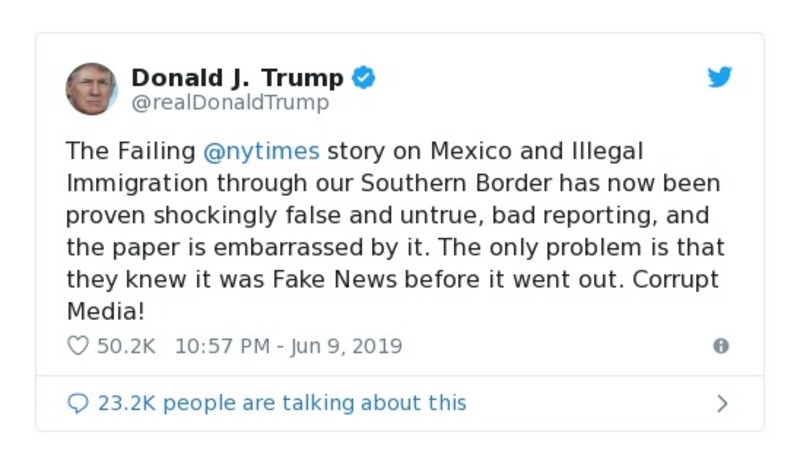 Donald J. Trump
@realDonaldTrump
The Failing @nytimes story on Mexico and Illegal
Immigration through our Southern Border has now been
proven shockingly false and untrue, bad reporting, and
the paper is embarrassed by it. The only problem is that
they knew it was Fake News before it went out. Corrupt
Media!
50.2K 10:57 PM - Jun 9, 2019
23.2K people are talking about this